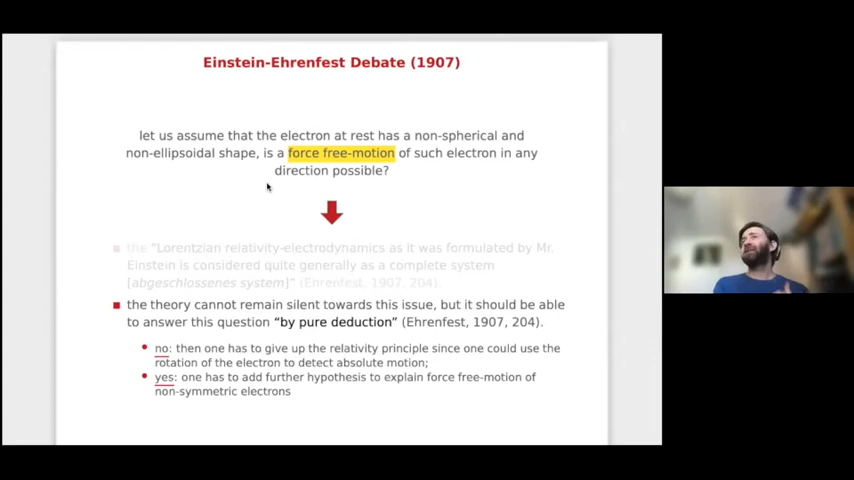 Einstein-Ehrenfest Debate (1907)
let us assume that the electron at rest has a non-spherical and
non-ellipsoidal shape, is a force free-motion of such electron in any
direction possible?
the "Lorentzian relativity-electrodynamics as it was formulated by Mr.
Einstein is considered quite generally as a complete system
[abgeschlossenes system]" (Ehrenfest, 1907, 204).
the theory cannot remain silent towards this issue, but it should be able
to answer this question "by pure deduction" (Ehrenfest, 1907, 204).
no: then one has to give up the relativity principle since one could use the
rotation of the electron to detect absolute motion;
yes: one has to add further hypothesis to explain force free-motion of
non-symmetric electrons